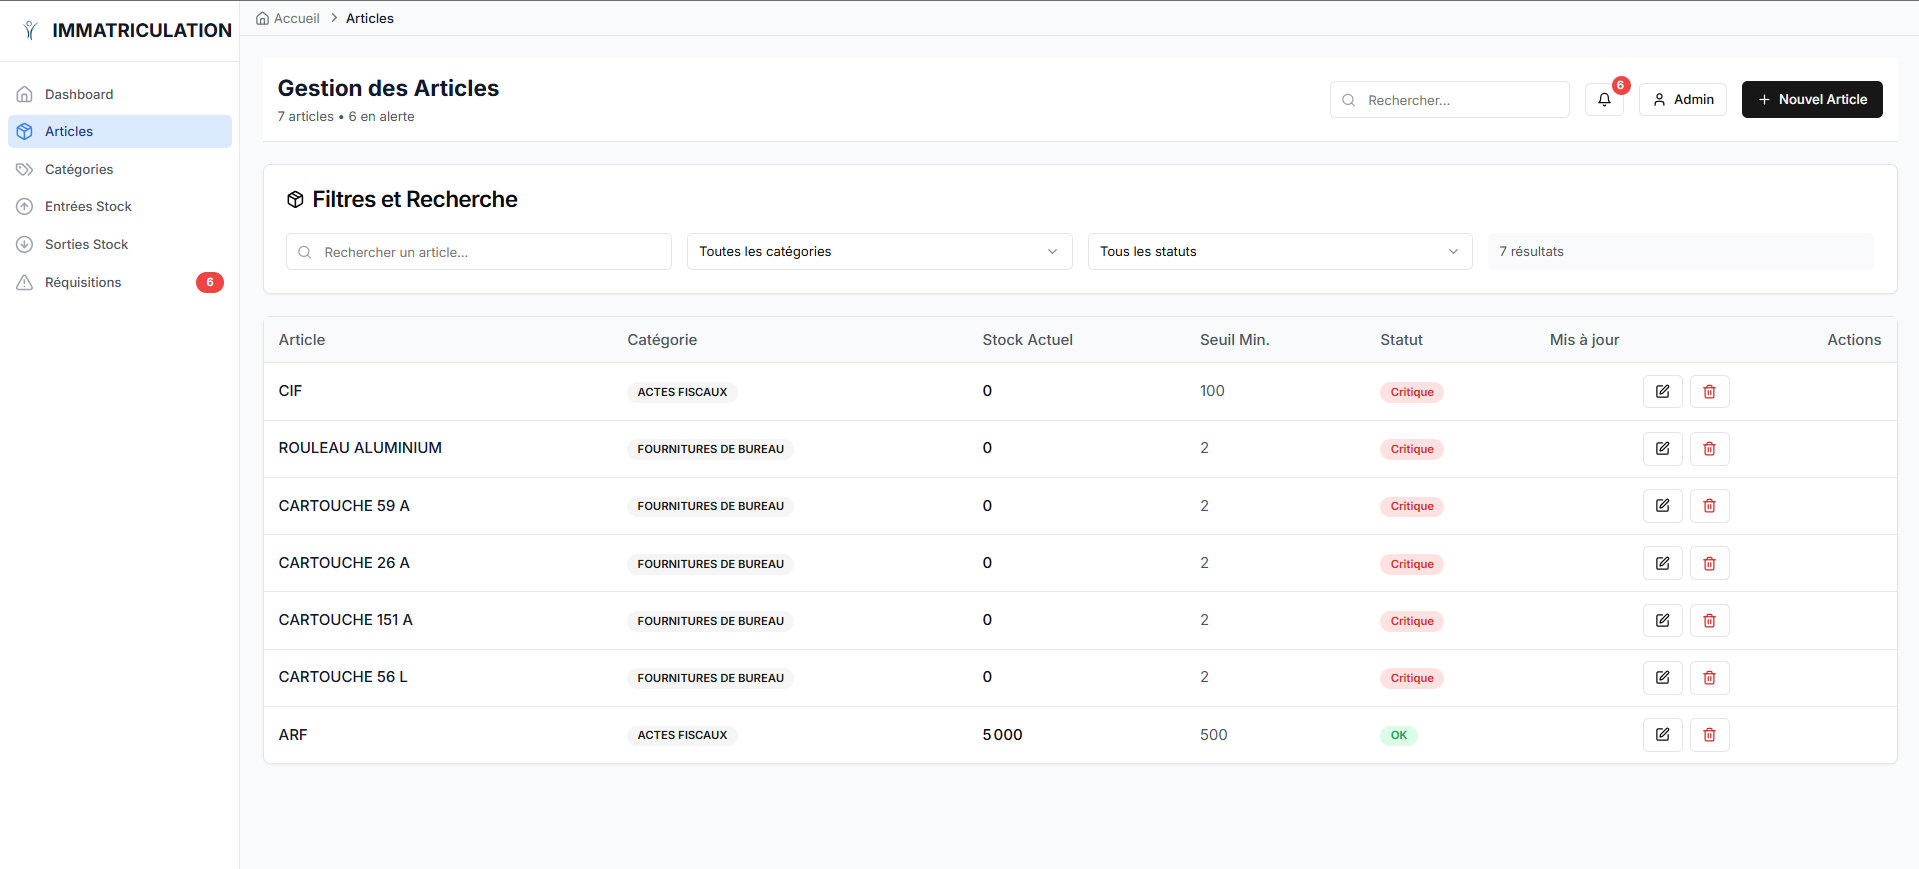 IMMATRICULATION
Dashboard
Articles
Catégories
Entrées Stock
Sorties Stock
Réquisitions 6
Accueil > Articles
Gestion des Articles
7 articles • 6 en alerte
Rechercher...
6
Admin
+ Nouvel Article
Filtres et Recherche
Rechercher un article...
Toutes les catégories
Tous les statuts
7 résultats
Article Catégorie Stock Actuel Seuil Min. Statut Mis à jour Actions
CIF ACTES FISCAUX 0 100 Critique
ROULEAU ALUMINIUM FOURNITURES DE BUREAU 0 2 Critique
CARTOUCHE 59 A FOURNITURES DE BUREAU 0 2 Critique
CARTOUCHE 26 A FOURNITURES DE BUREAU 0 2 Critique
CARTOUCHE 151 A FOURNITURES DE BUREAU 0 2 Critique
CARTOUCHE 56 L FOURNITURES DE BUREAU 0 2 Critique
ARF ACTES FISCAUX 5 000 500 OK